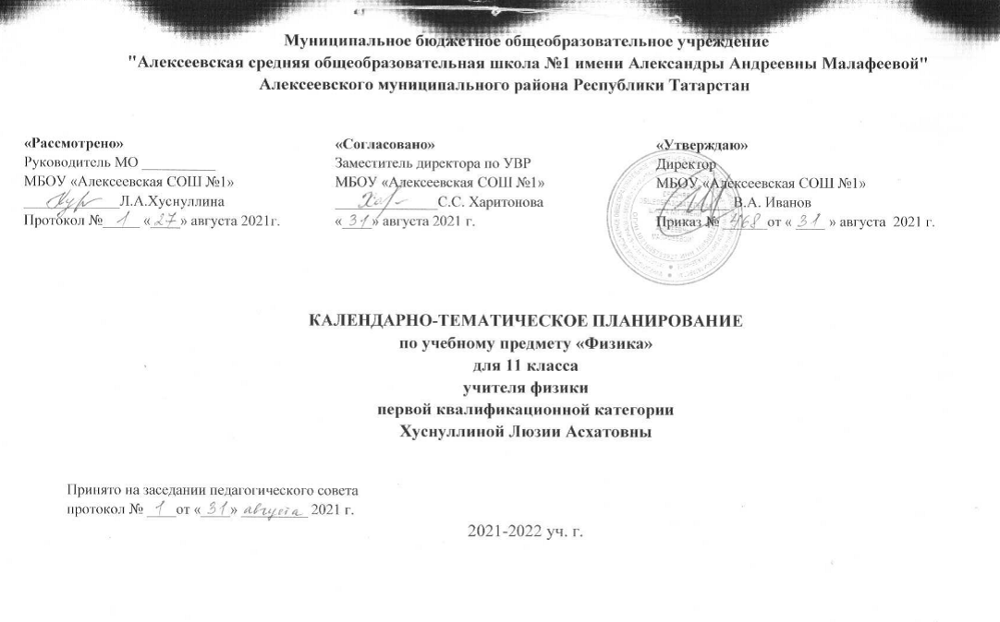 Муниципальное бюджетное общеобразовательное учреждение
"Алексеевская средняя общеобразовательная школа №1 имени Александры Андреевны Малафеевой"
Алексеевского муниципального района Республики Татарстан
«Рассмотрено»
Руководитель МО __________
МБОУ «Алексеевская СОШ №1»
_____________Л.А.Хуснуллина
Протокол № 1 « 27 » августа 2021г.
«Согласовано»
Заместитель директора по УВР
МБОУ «Алексеевская СОШ №1»
______________С.С. Харитонова
« 31 » августа 2021 г.
«Утверждаю»
Директор
МБОУ «Алексеевская СОШ №1»
__________В.А. Иванов
Приказ № 468 от « 31 » августа 2021 г.
КАЛЕНДАРНО-ТЕМАТИЧЕСКОЕ ПЛАНИРОВАНИЕ
по учебному предмету «Физика»
для 11 класса
учителя физики
первой квалификационной категории
Хуснуллиной Люзии Асхатовны
Принято на заседании педагогического совета
протокол № 1 от « 31 » августа 2021 г.
2021-2022 уч. г.